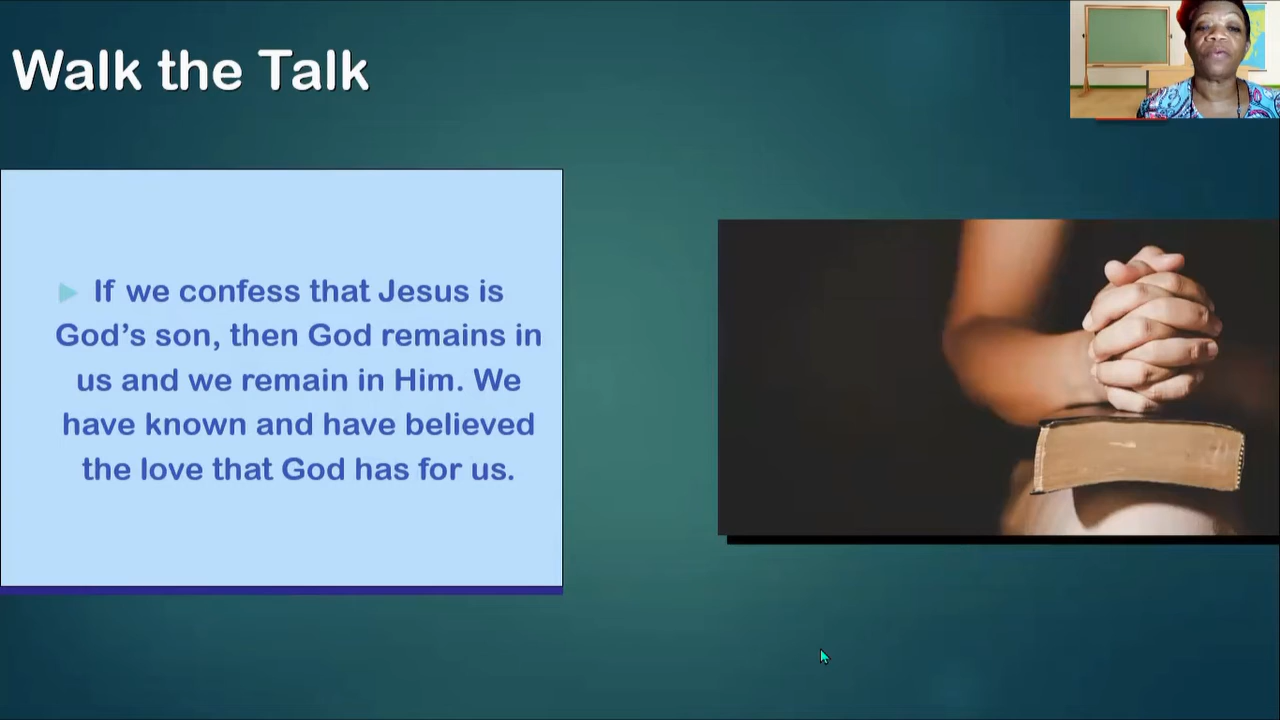 Walk the Talk
If we confess that Jesus is
God’s son, then God remains in
us and we remain in Him. We
have known and have believed
the love that God has for us.